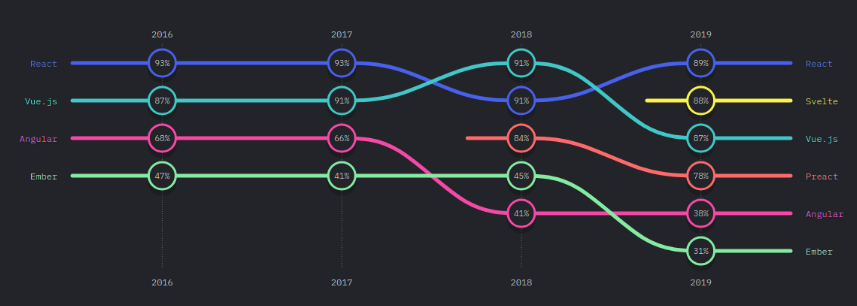 2016 2017 2018 2019
React 93% 93% 91% 89% React
Vue.js 87% 91% 91% 88% Svelte
Angular 68% 66% 84% 87% Vue.js
Ember 47% 41% 45% 78% Preact
41% 38% Angular
31% Ember
2016 2017 2018 2019